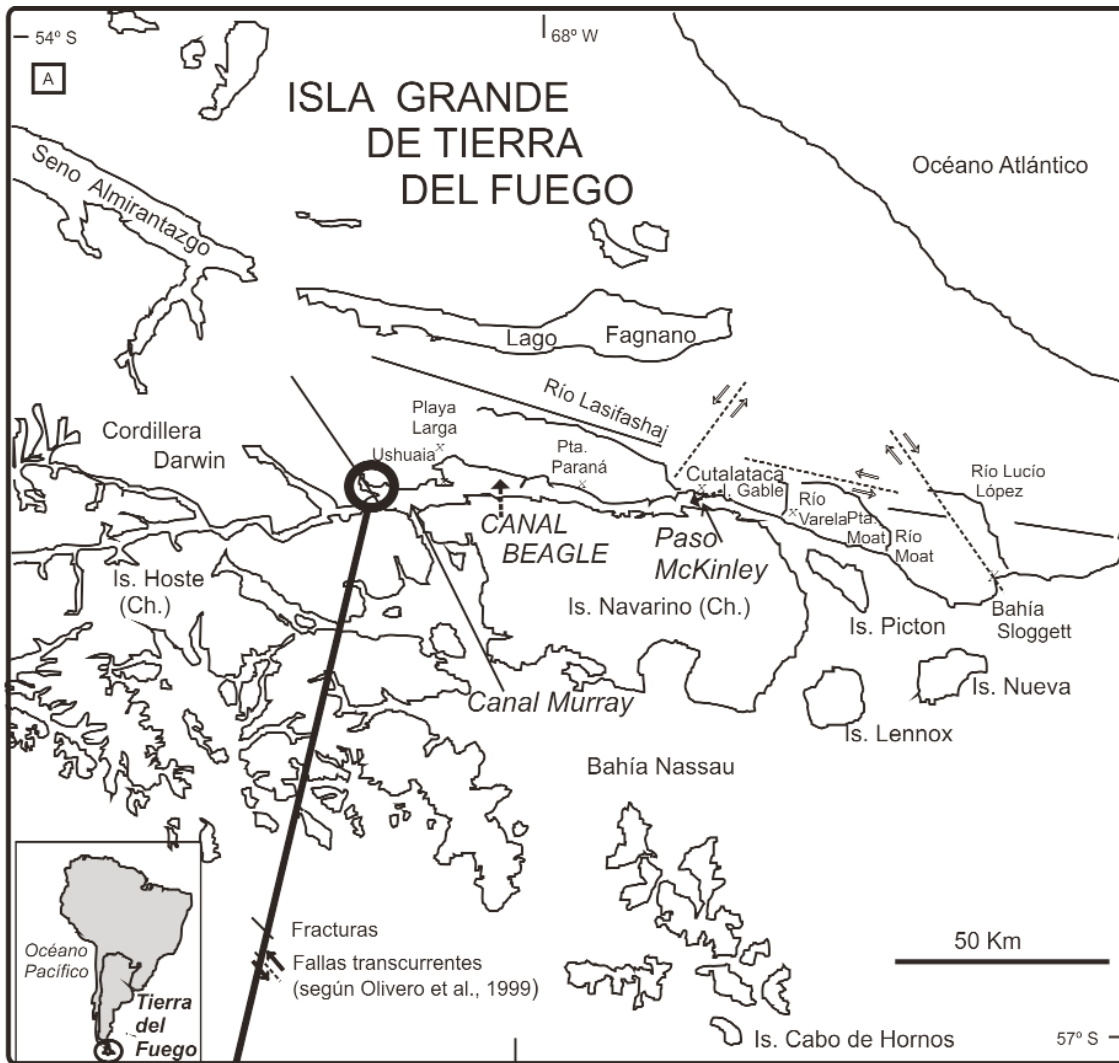 54º S
68º W
A
ISLA GRANDE
DE TIERRA
DEL FUEGO
Océano Atlántico
Seno Almirantazgo
Lago Fagnano
Río Lasifashaj
Playa
Larga
Cordillera
Darwin
Ushuaia
Pta.
Paraná
Cutalataca
I. Gable
Río
Varela
Pta.
Moat
Río
Moat
Río Lucío
López
CANAL
BEAGLE
Paso
McKinley
Is. Hoste
(Ch.)
Is. Navarino (Ch.)
Is. Picton
Bahía
Sloggett
Is. Nueva
Canal Murray
Is. Lennox
Bahía Nassau
Océano
Pacífico
Tierra
del
Fuego
Fracturas
Fallas transcurrentes
(según Olivero et al., 1999)
50 Km
Is. Cabo de Hornos
57º S